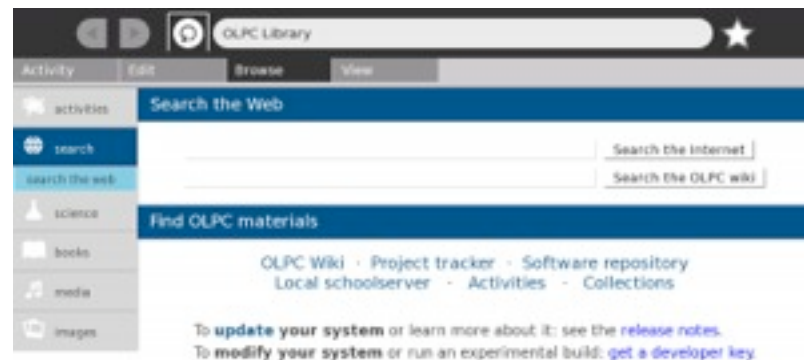 OLPC Library
Activity Edit Browse View
activities
search
search the web
science
books
media
images
Search the Web
Search the Internet
Search the OLPC wiki
Find OLPC materials
OLPC Wiki · Project tracker · Software repository
Local schoolserver · Activities · Collections
To update your system or learn more about it: see the release notes.
To modify your system or run an experimental build: get a developer key.